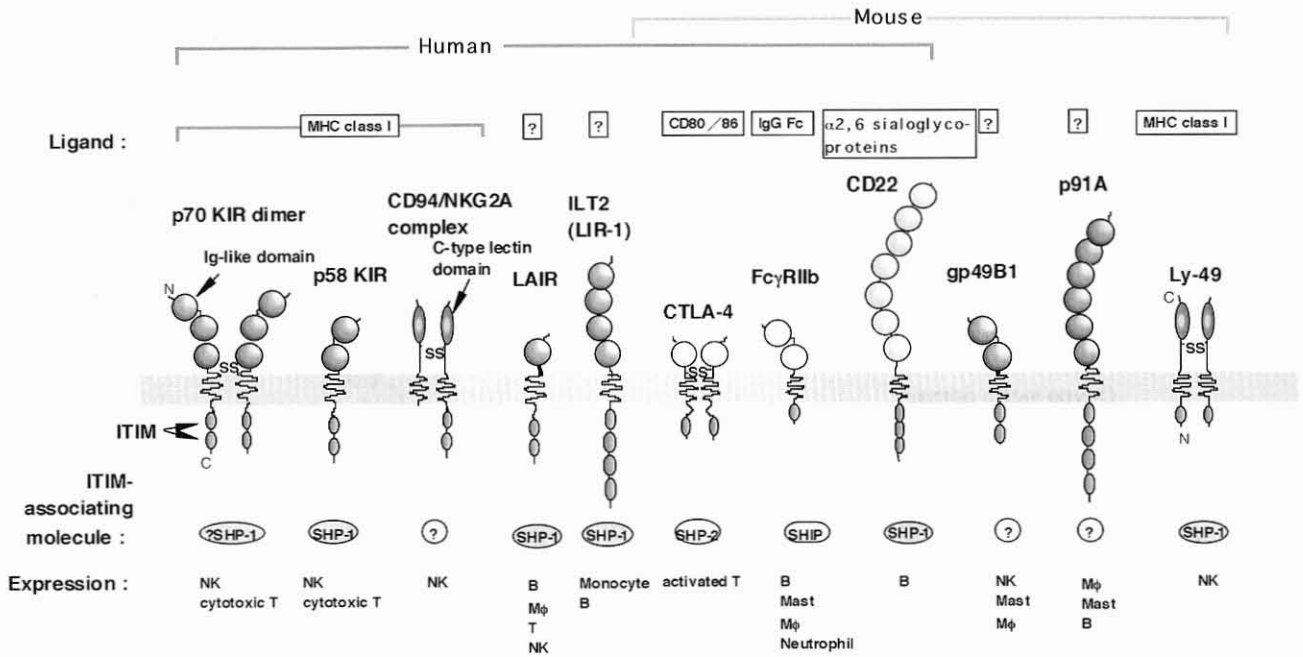 Mouse
Human
Ligand :
MHC class I
?
?
CD80／86
IgG Fc
α2,6 sialoglyco-
proteins
?
?
MHC class I
p70 KIR dimer
Ig-like domain
N
p58 KIR
CD94/NKG2A
complex
C-type lectin
domain
LAIR
ILT2
(LIR-1)
CTLA-4
FcγRIIb
CD22
gp49B1
p91A
Ly-49
C
SS
SS
SS
SS
ITIM
C
N
ITIM-
associating
molecule :
?SHP-1
SHP-1
?
SHP-1
SHP-1
SHP-2
SHIP
SHP-1
?
?
SHP-1
Expression :
NK
cytotoxic T
NK
cytotoxic T
NK
B
Mφ
T
NK
Monocyte
B
activated T
B
Mast
Mφ
Neutrophil
B
NK
Mast
Mφ
Mφ
Mast
B
NK